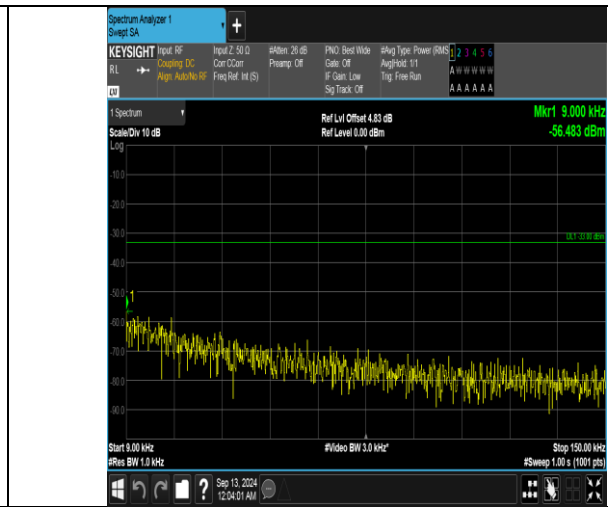 Spectrum Analyzer 1
Swept SA
+
KEYSIGHT Input: RF Input Z: 50 Ω #Atten: 26 dB PNO: Best Wide #Avg Type: Power (RMS 1 2 3 4 5 6
RL Coupling: DC Corr CCorr Preamp: Off Gate: Off Avg|Hold: 1/1 A W W W W W
Align: Auto/No RF Freq Ref: Int (S) IF Gain: Low Trig: Free Run
LXI Sig Track: Off A A A A A A
1 Spectrum Ref Lvl Offset 4.83 dB Mkr1 9.000 kHz
Scale/Div 10 dB Ref Level 0.00 dBm -56.483 dBm
Log
-10.0
-20.0
-30.0
DL1 -33.00 dBm
-40.0
-50.0
1
-60.0
-70.0
-80.0
-90.0
Start 9.00 kHz #Video BW 3.0 kHz* Stop 150.00 kHz
#Res BW 1.0 kHz #Sweep 1.00 s (1001 pts)
? Sep 13, 2024
12:04:01 AM